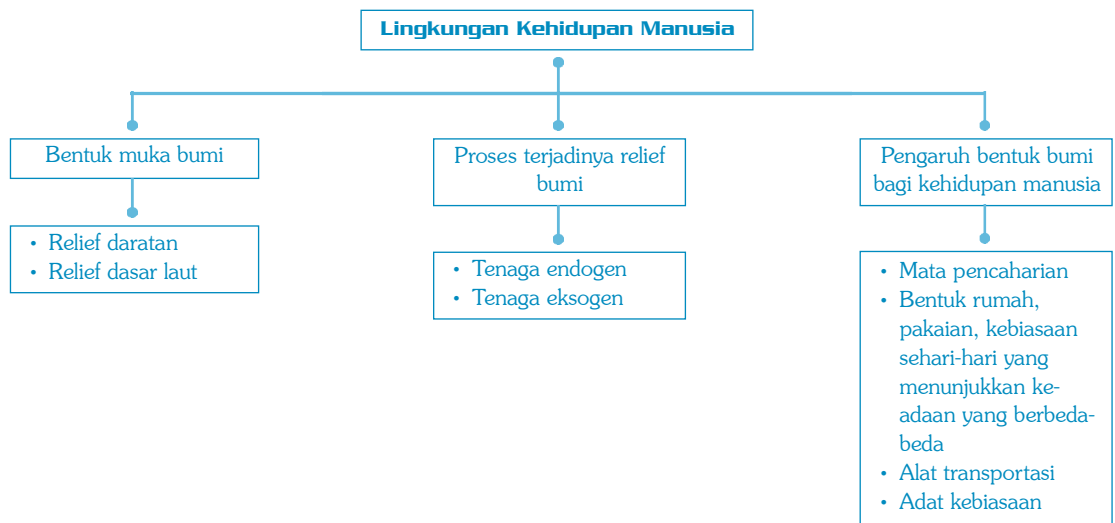 Lingkungan Kehidupan Manusia
Bentuk muka bumi
• Relief daratan
• Relief dasar laut
Proses terjadinya relief
bumi
• Tenaga endogen
• Tenaga eksogen
Pengaruh bentuk bumi
bagi kehidupan manusia
• Mata pencaharian
• Bentuk rumah,
pakaian, kebiasaan
sehari-hari yang
menunjukkan ke-
adaan yang berbeda-
beda
• Alat transportasi
• Adat kebiasaan